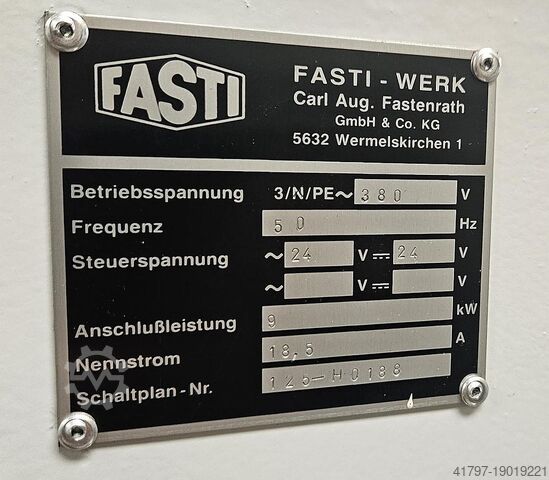 FASTI
FASTI - WERK
Carl Aug. Fastenrath
GmbH & Co. KG
5632 Wermelskirchen 1
Betriebsspannung 3/N/PE~ 380 V
Frequenz 50 Hz
Steuerspannung ~ 24 V ⎓ 24 V
~ V ⎓ V
Anschlußleistung 9 kW
Nennstrom 18,5 A
Schaltplan-Nr. 125-H0188
41797-19019221